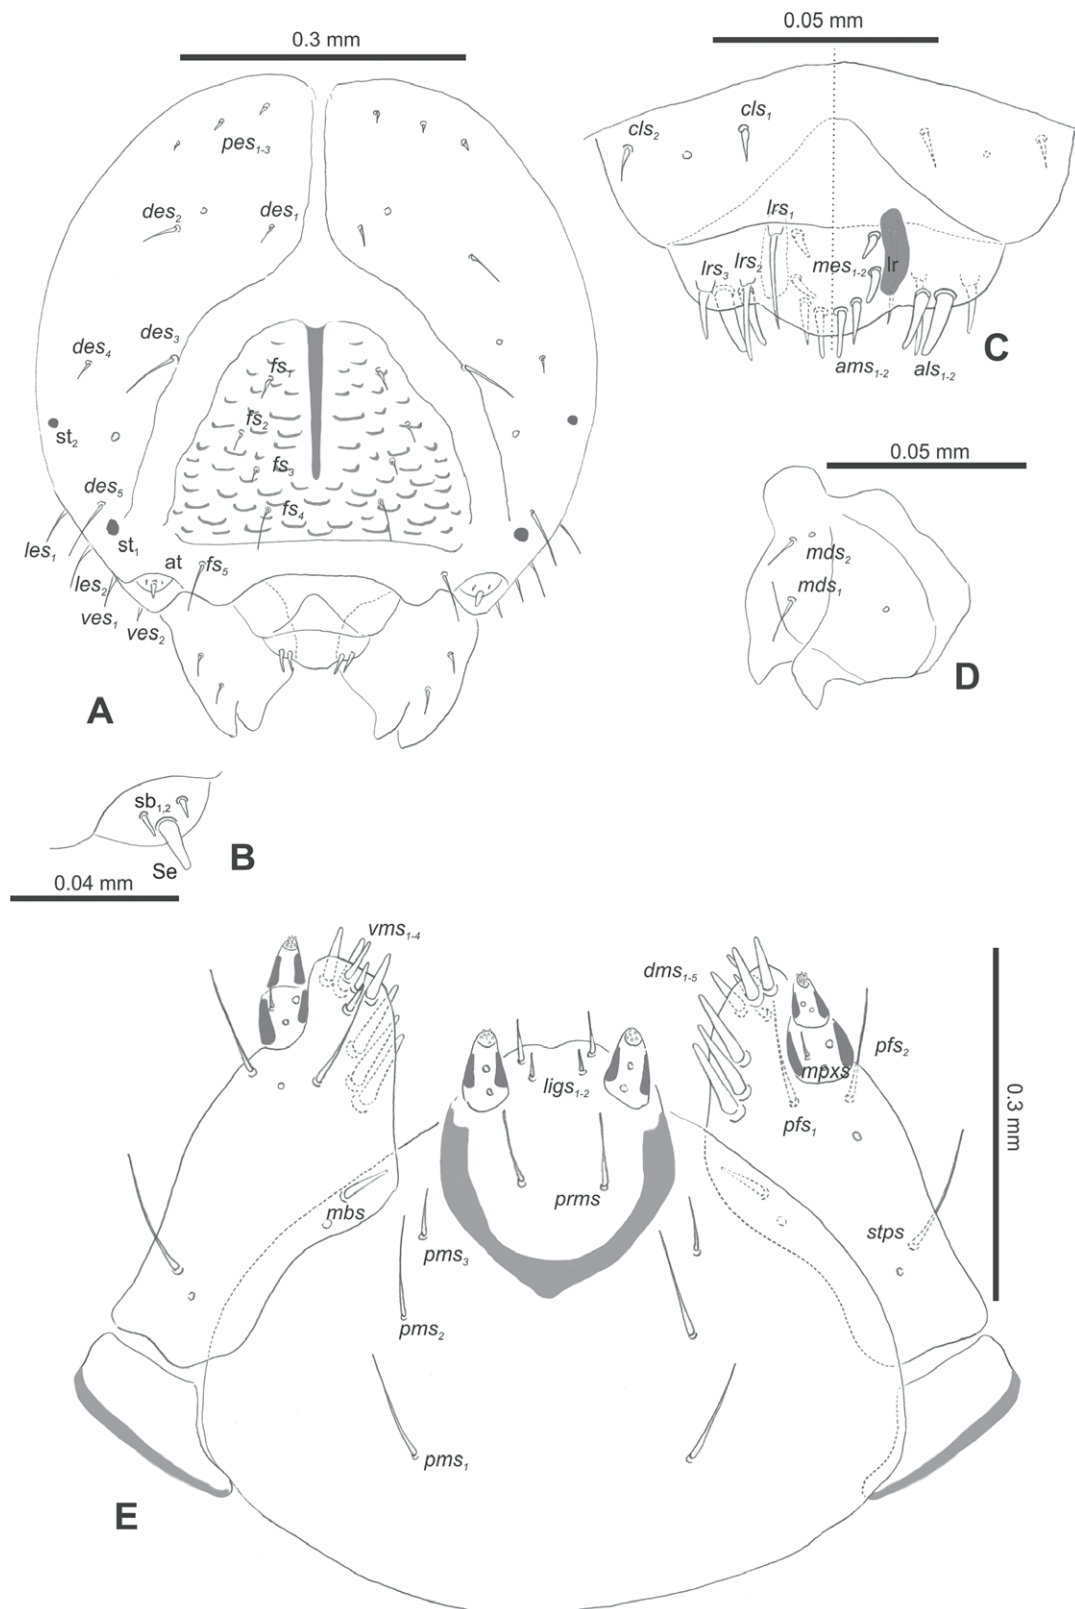 0.3 mm
0.05 mm
pes₁₋₃
des₂
des₁
des₃
des₄
fs₁
fs₂
fs₃
fs₄
st₂
des₅
st₁
les₁
les₂
at
fs₅
ves₁
ves₂
A
cls₂
cls₁
lrs₁
lrs₃
lrs₂
mes₁₋₂
lr
ams₁₋₂
als₁₋₂
C
0.05 mm
mds₂
mds₁
D
sb₁,₂
Se
B
0.04 mm
vms₁₋₄
dms₁₋₅
ligs₁₋₂
mpxs
pfs₂
pfs₁
0.3 mm
prms
mbs
stps
pms₃
pms₂
pms₁
E